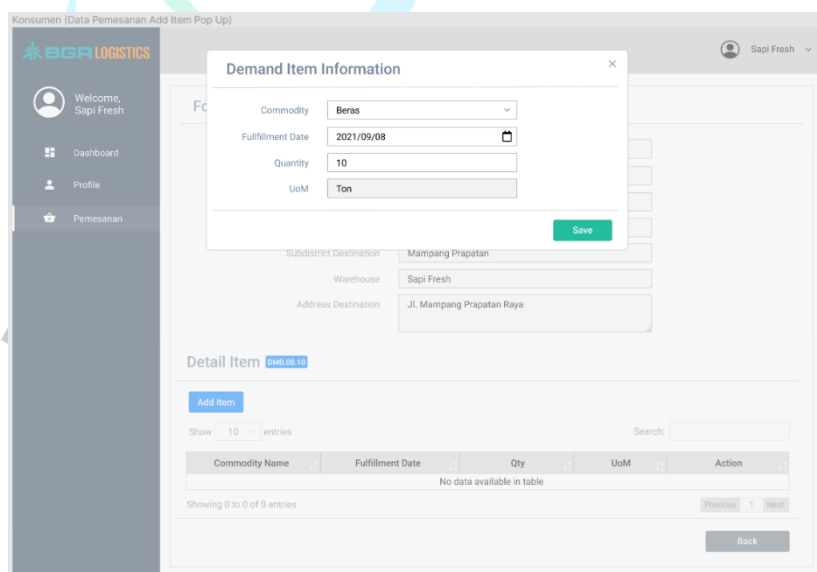 Konsumen (Data Pemesanan Add Item Pop Up)
BGR LOGISTICS
Sapi Fresh
Welcome,
Sapi Fresh
Dashboard
Profile
Pemesanan
Demand Item Information
×
Commodity Beras
Fullfillment Date 2021/09/08
Quantity 10
UoM Ton
Save
Subdistrict Destination Mampang Prapatan
Warehouse Sapi Fresh
Address Destination Jl. Mampang Prapatan Raya
Detail Item DMD.08.10
Add Item
Show 10 entries Search:
Commodity Name Fulfillment Date Qty UoM Action
No data available in table
Showing 0 to 0 of 0 entries Previous 1 Next
Back